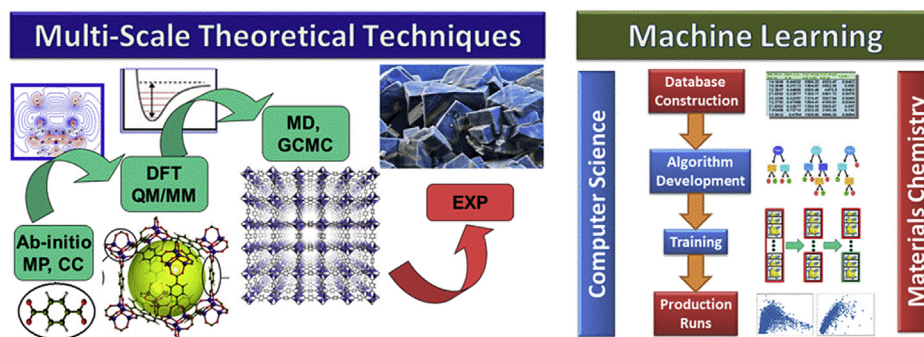 Multi-Scale Theoretical Techniques
MD,
GCMC
DFT
QM/MM
Ab-initio
MP, CC
EXP
Machine Learning
Computer Science
Database
Construction
Algorithm
Development
Training
Production
Runs
Materials Chemistry